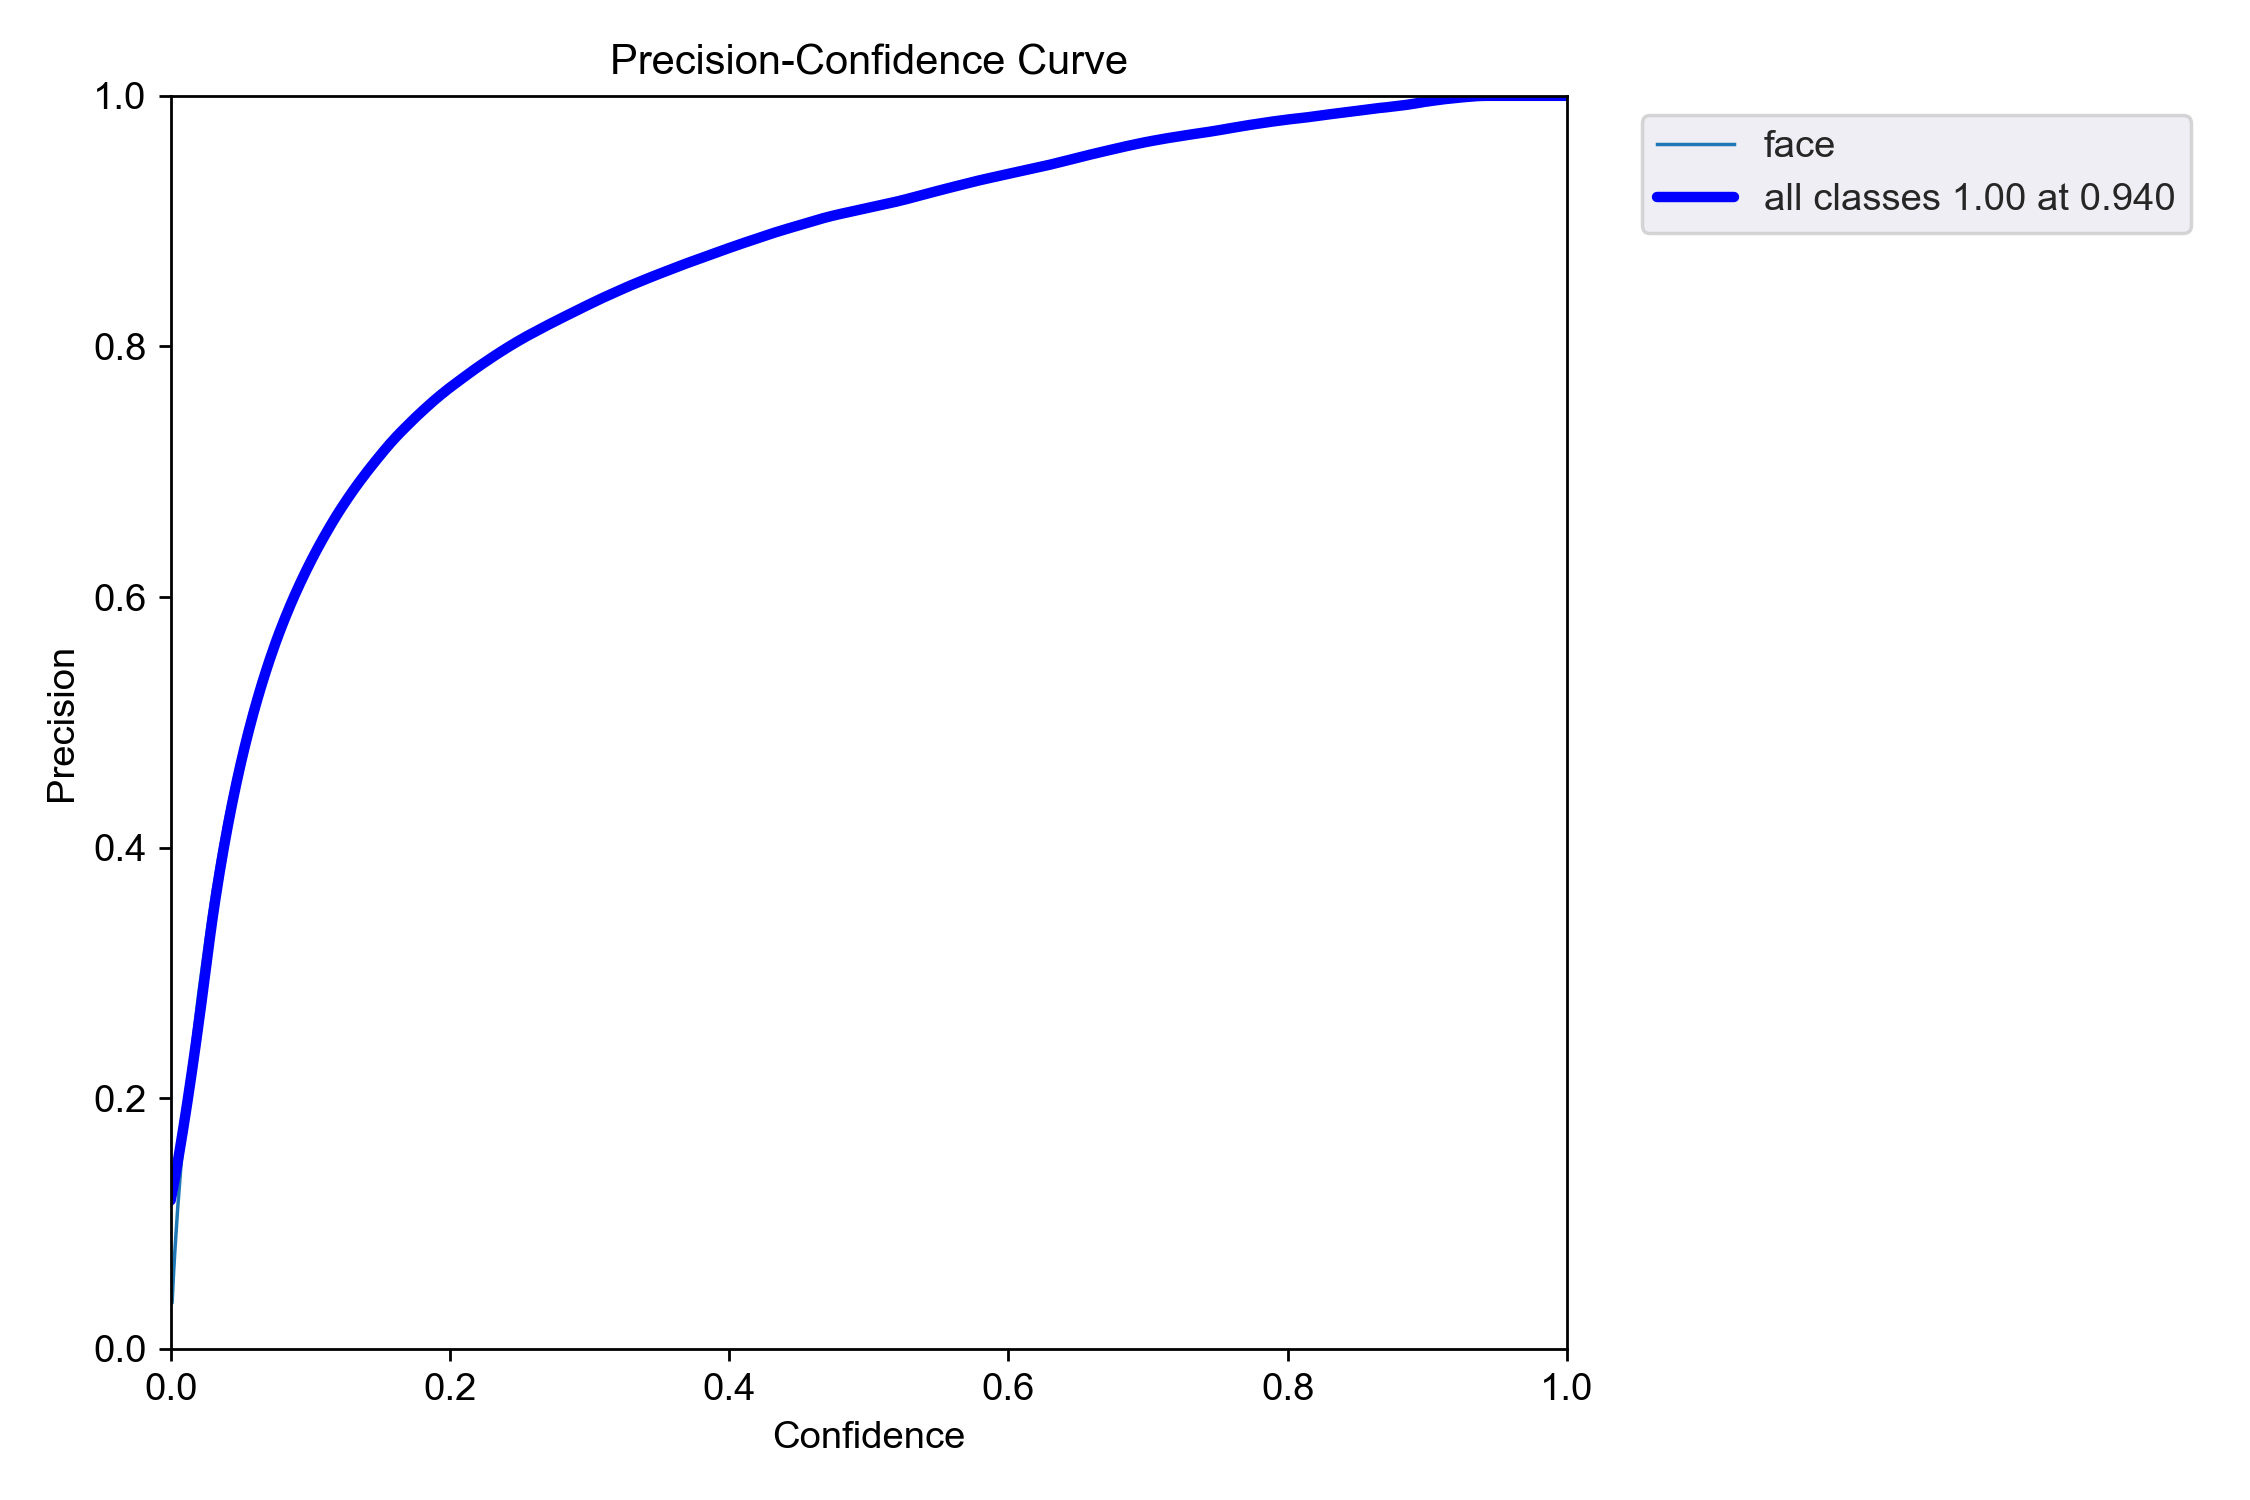 Precision-Confidence Curve
1.0
0.8
0.6
0.4
0.2
0.0
Precision
0.0 0.2 0.4 0.6 0.8 1.0
Confidence
face
all classes 1.00 at 0.940